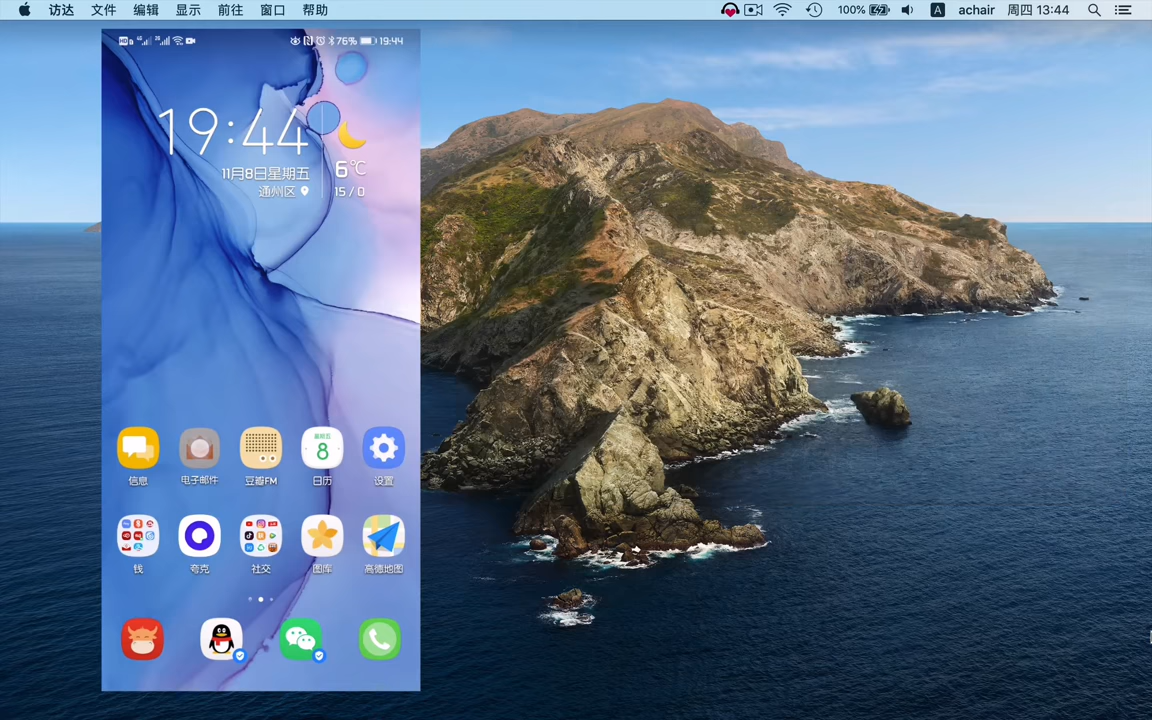 访达 文件 编辑 显示 前往 窗口 帮助 100% A achair 周四 13:44
76% 19:44
19:44
11月8日星期五 6℃
通州区 15 / 0
星期五
8
信息 电子邮件 豆瓣FM 日历 设置
钱 夸克 社交 图库 高德地图